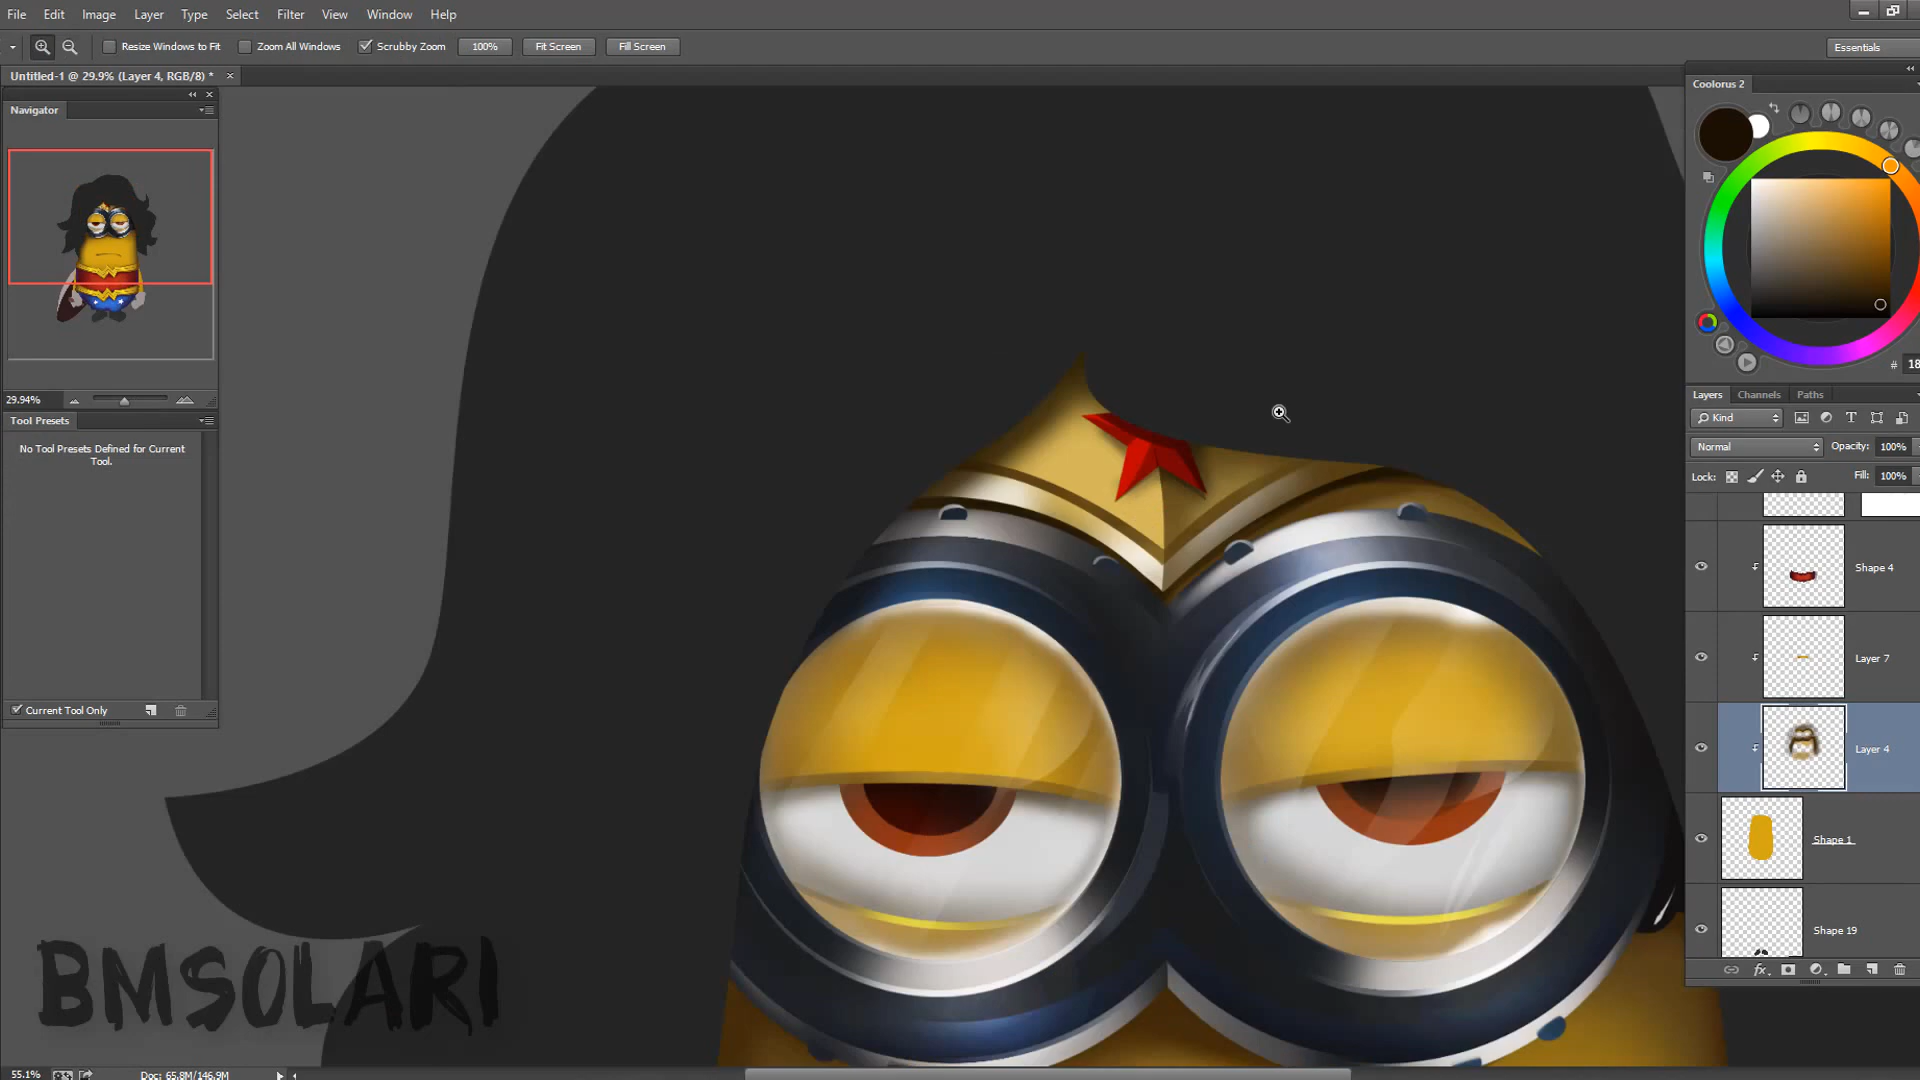 File Edit Image Layer Type Select Filter View Window Help
Resize Windows to Fit Zoom All Windows Scrubby Zoom 100% Fit Screen Fill Screen Essentials
Untitled-1 @ 29.9% (Layer 4, RGB/8) *
Navigator
29.94%
Tool Presets
No Tool Presets Defined for Current
Tool.
Current Tool Only
Coolorus 2
# 18
Layers Channels Paths
Kind
Normal Opacity: 100%
Lock: Fill: 100%
Shape 4
Layer 7
Layer 4
Shape 1
Shape 19
fx
BMSOLARI
55.1% Doc: 65.8M/146.9M